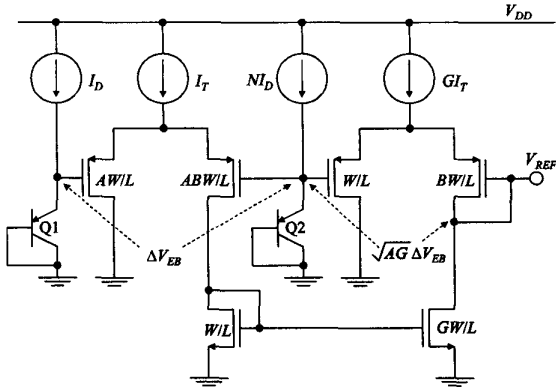 V_DD
I_D
I_T
NI_D
GI_T
AW/L
ABW/L
W/L
BW/L
V_REF
Q1
ΔV_EB
Q2
√AG ΔV_EB
W/L
GW/L